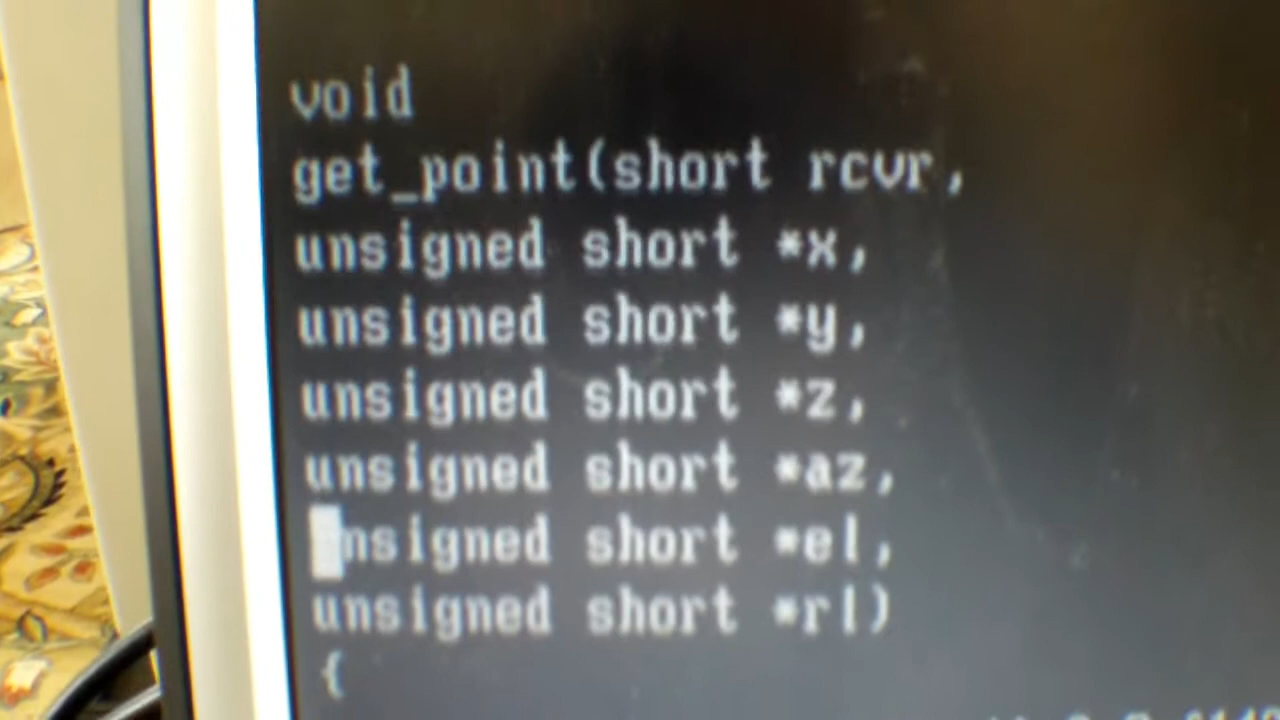 void
get_point(short rcvr,
unsigned short *x,
unsigned short *y,
unsigned short *z,
unsigned short *az,
unsigned short *el,
unsigned short *rl)
{